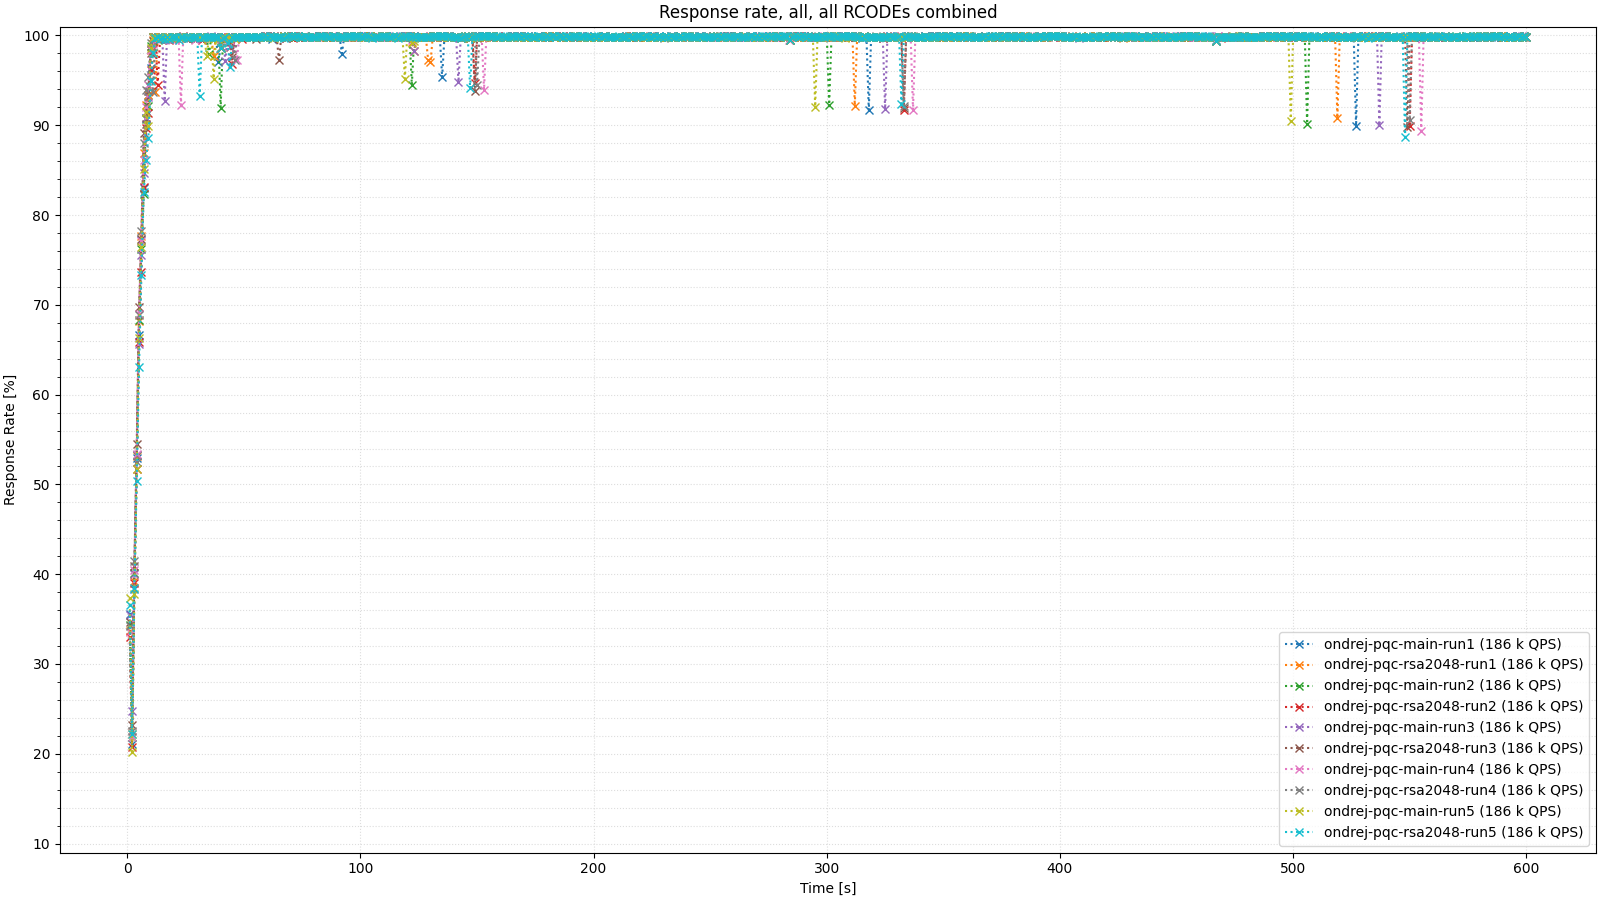 Response rate, all, all RCODEs combined
Response Rate [%]
100
90
80
70
60
50
40
30
20
10
0
100
200
300
400
500
600
Time [s]
ondrej-pqc-main-run1 (186 k QPS)
ondrej-pqc-rsa2048-run1 (186 k QPS)
ondrej-pqc-main-run2 (186 k QPS)
ondrej-pqc-rsa2048-run2 (186 k QPS)
ondrej-pqc-main-run3 (186 k QPS)
ondrej-pqc-rsa2048-run3 (186 k QPS)
ondrej-pqc-main-run4 (186 k QPS)
ondrej-pqc-rsa2048-run4 (186 k QPS)
ondrej-pqc-main-run5 (186 k QPS)
ondrej-pqc-rsa2048-run5 (186 k QPS)